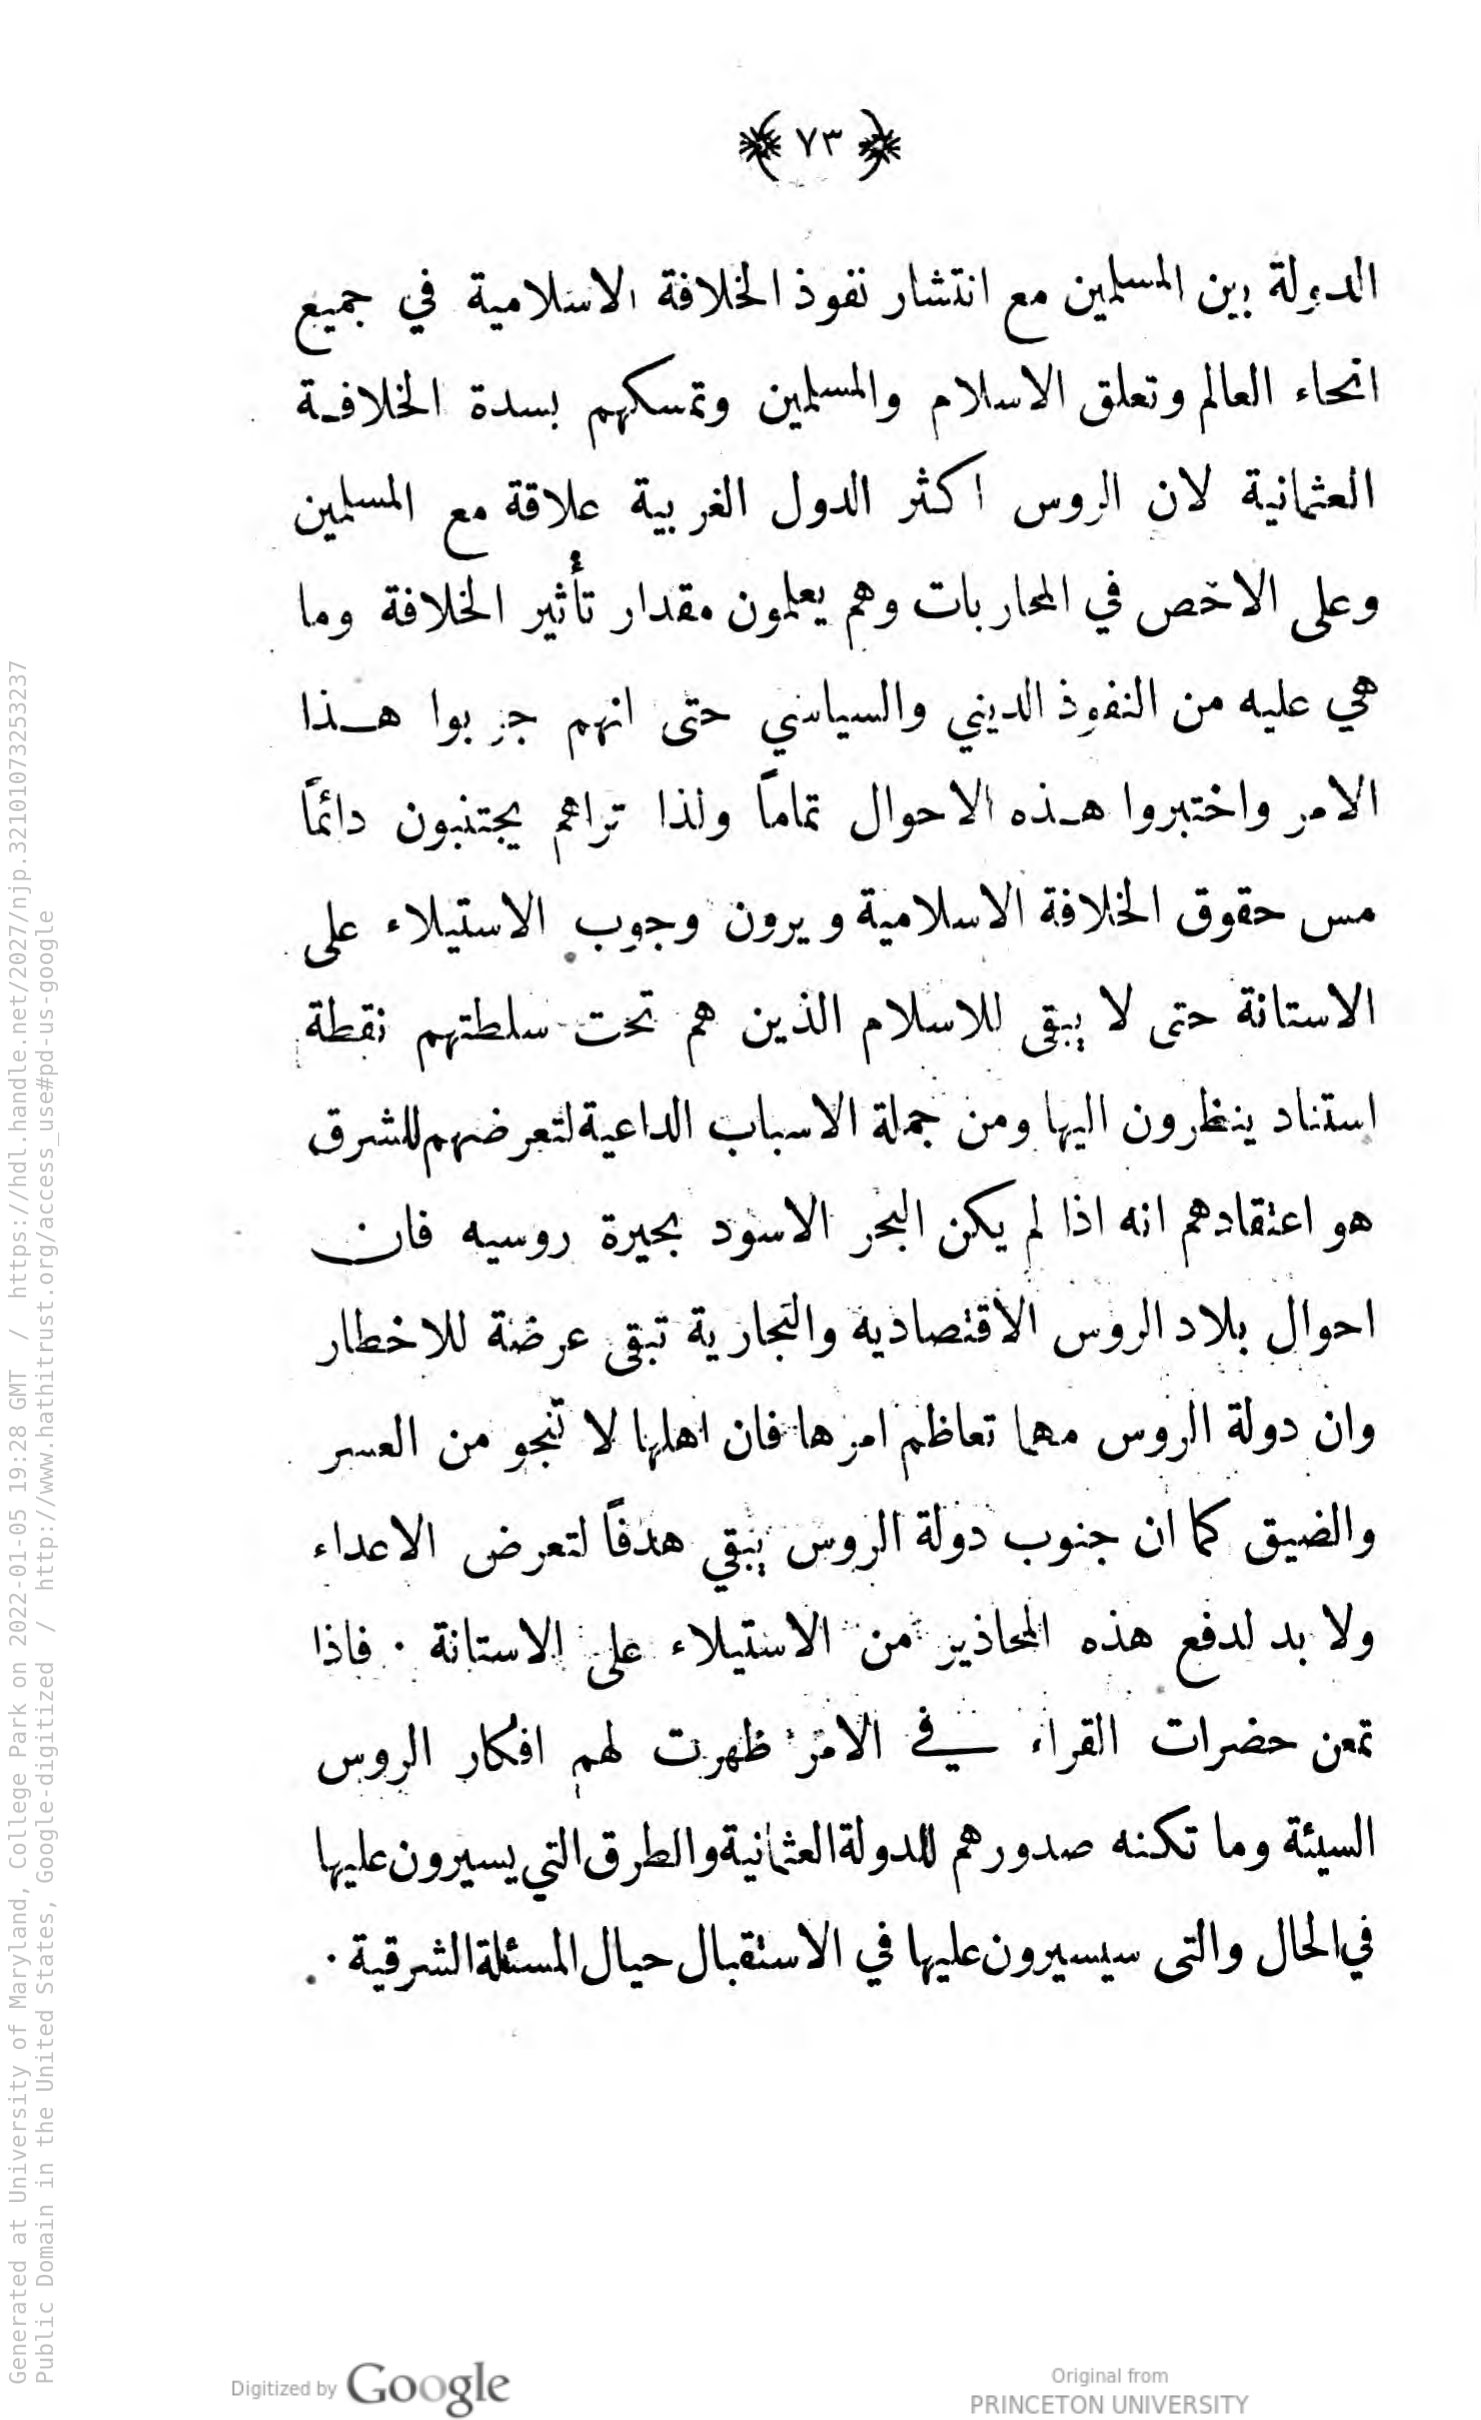 ﴿ ٧٣ ﴾
الدولة بين المسلمين مع انتشار نفوذ الخلافة الاسلامية في جميع
انحاء العالم وتعلق الاسلام والمسلمين وتمسكهم بسدة الخلافة
العثمانية لان الروس اكثر الدول الغربية علاقة مع المسلمين
وعلى الاخص في المحاربات وهم يعلمون مقدار تأثير الخلافة وما
هي عليه من النفوذ الديني والسياسي حتى انهم جربوا هذا
الامر واختبروا هذه الاحوال تماماً ولذا تراهم يجتنبون دائماً
مس حقوق الخلافة الاسلامية ويرون وجوب الاستيلاء على
الاستانة حتى لا يبقى للاسلام الذين هم تحت سلطتهم نقطة
استناد ينظرون اليها ومن جملة الاسباب الداعية لتعرضهم للشرق
هو اعتقادهم انه اذا لم يكن البحر الاسود بحيرة روسيه فان
احوال بلاد الروس الاقتصاديه والتجارية تبقى عرضة للاخطار
وان دولة الروس مهما تعاظم امرها فان اهلها لا تنجو من العسر
والضيق كما ان جنوب دولة الروس يبقي هدفاً لتعرض الاعداء
ولا بد لدفع هذه المحاذير من الاستيلاء على الاستانة ٠ فاذا
تمعن حضرات القراء في الامر ظهرت لهم افكار الروس
السيئة وما تكنه صدورهم للدولة العثمانية والطرق التي يسيرون عليها
في الحال والتى سيسيرون عليها في الاستقبال حيال المسئلة الشرقية ٠
Generated at University of Maryland, College Park on 2022-01-05 19:28 GMT / https://hdl.handle.net/2027/njp.32101073253237
Public Domain in the United States, Google-digitized / http://www.hathitrust.org/access_use#pd-us-google
Digitized by Google
Original from
PRINCETON UNIVERSITY